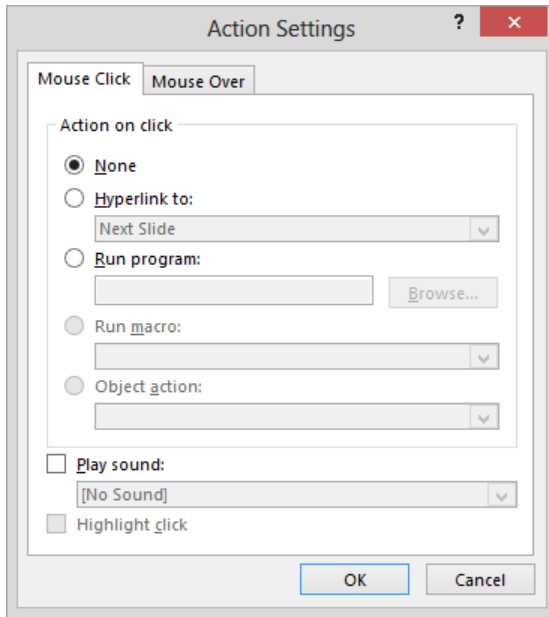 Action Settings ? ×
Mouse Click Mouse Over
Action on click
None
Hyperlink to:
Next Slide
Run program:
Browse...
Run macro:
Object action:
Play sound:
[No Sound]
Highlight click
OK Cancel